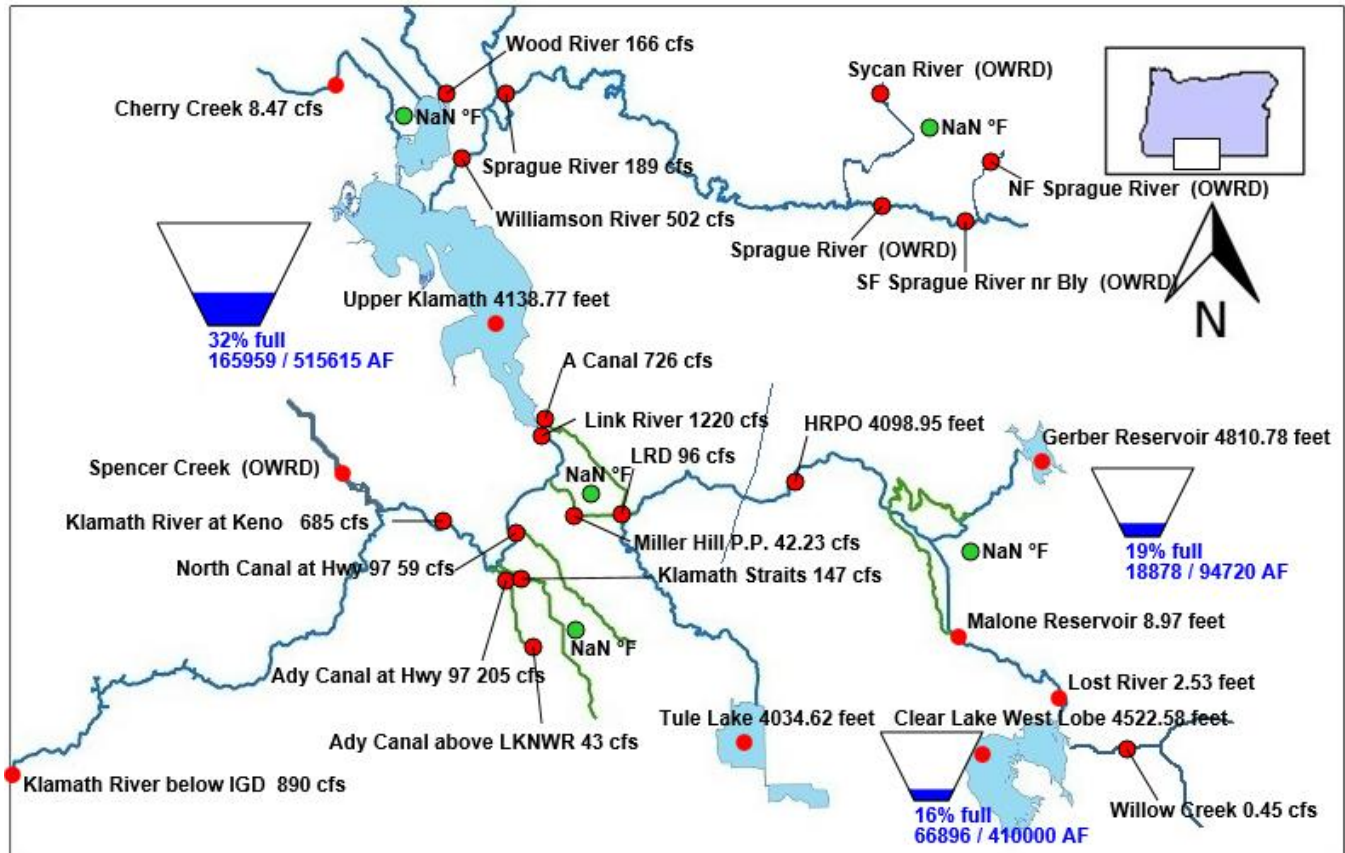 Wood River 166 cfs
Sycan River (OWRD)
Cherry Creek 8.47 cfs
NaN °F
NaN °F
Sprague River 189 cfs
NF Sprague River (OWRD)
Williamson River 502 cfs
Sprague River (OWRD)
SF Sprague River nr Bly (OWRD)
N
Upper Klamath 4138.77 feet
32% full
165959 / 515615 AF
A Canal 726 cfs
Link River 1220 cfs
HRPO 4098.95 feet
Gerber Reservoir 4810.78 feet
LRD 96 cfs
Spencer Creek (OWRD)
NaN °F
Klamath River at Keno 685 cfs
Miller Hill P.P. 42.23 cfs
NaN °F
19% full
18878 / 94720 AF
North Canal at Hwy 97 59 cfs
Klamath Straits 147 cfs
Malone Reservoir 8.97 feet
NaN °F
Ady Canal at Hwy 97 205 cfs
Lost River 2.53 feet
Tule Lake 4034.62 feet
Clear Lake West Lobe 4522.58 feet
Ady Canal above LKNWR 43 cfs
Klamath River below IGD 890 cfs
Willow Creek 0.45 cfs
16% full
66896 / 410000 AF